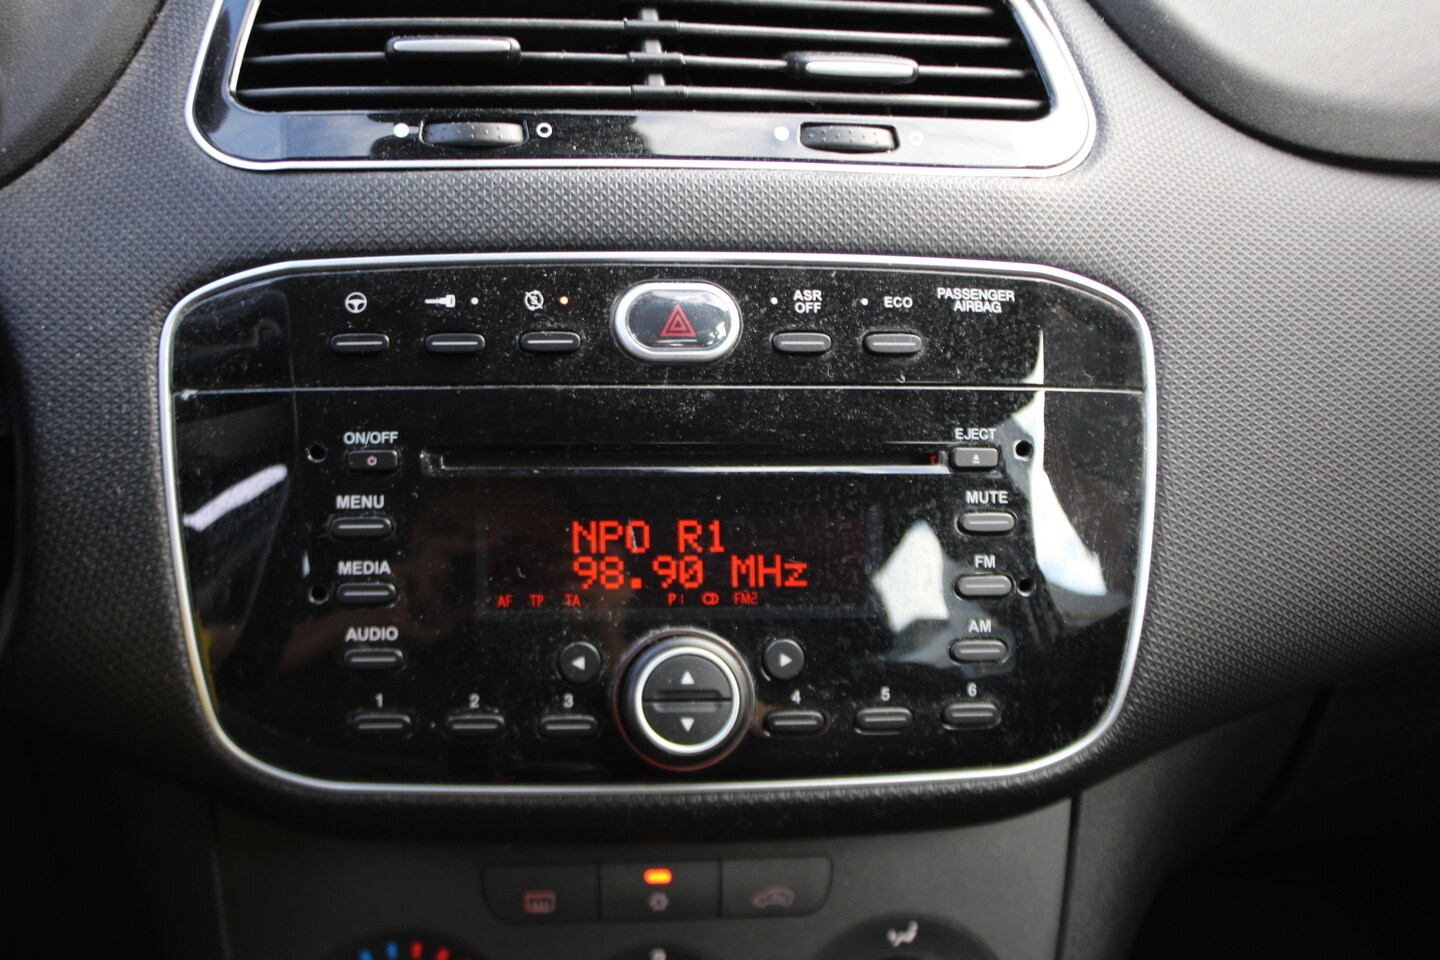 ASR
OFF
ECO
PASSENGER
AIRBAG
ON/OFF
EJECT
MENU
MUTE
NPO R1
98.90 MHz
MEDIA
FM
AF TP TA P1 FM2
AUDIO
AM
1 2 3 4 5 6